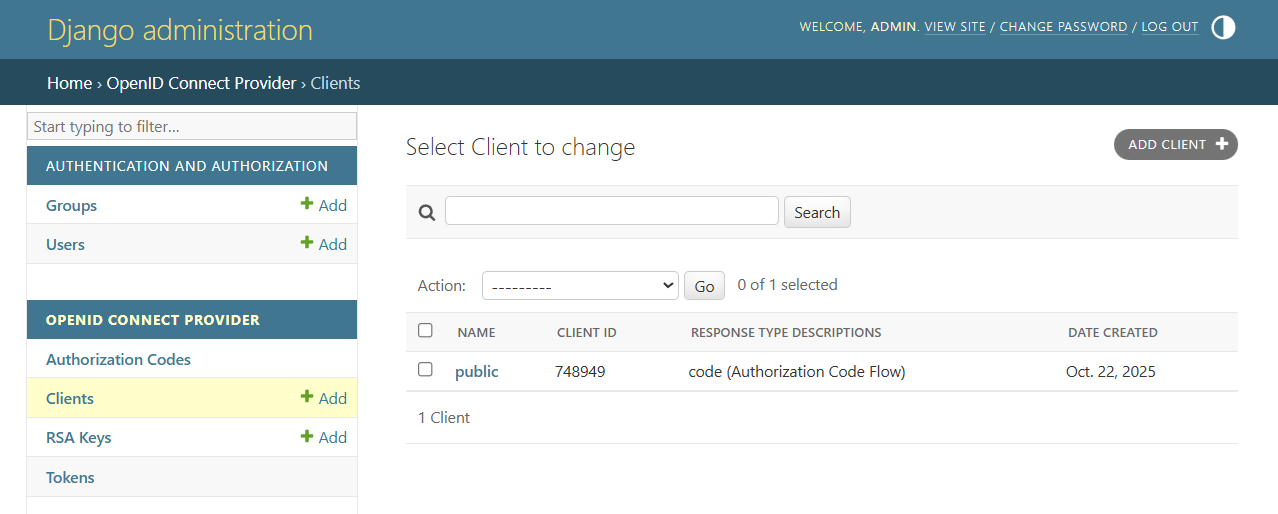 Django administration
WELCOME, ADMIN. VIEW SITE / CHANGE PASSWORD / LOG OUT
Home › OpenID Connect Provider › Clients
Start typing to filter...
AUTHENTICATION AND AUTHORIZATION
Groups + Add
Users + Add
OPENID CONNECT PROVIDER
Authorization Codes
Clients + Add
RSA Keys + Add
Tokens
Select Client to change
ADD CLIENT +
Search
Action: --------- Go 0 of 1 selected
NAME CLIENT ID RESPONSE TYPE DESCRIPTIONS DATE CREATED
public 748949 code (Authorization Code Flow) Oct. 22, 2025
1 Client